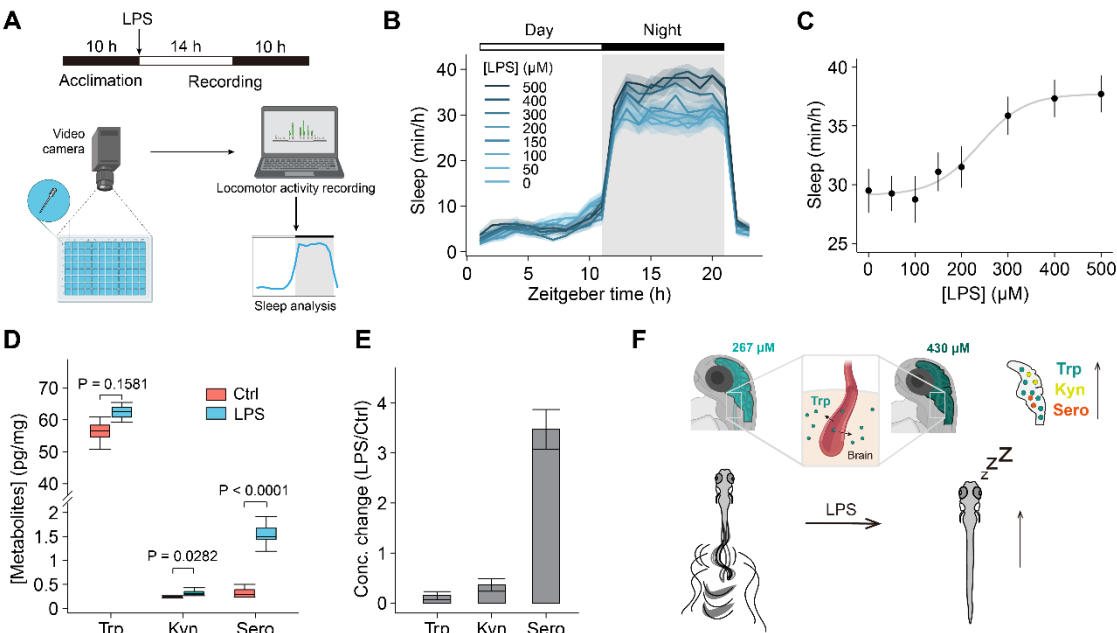 A
LPS
10 h
14 h
10 h
Acclimation
Recording
Video
camera
Locomotor activity recording
Sleep analysis
B
Day
Night
[LPS] (µM)
500
400
300
200
150
100
50
0
Sleep (min/h)
50
40
30
20
10
0
0
5
10
15
20
Zeitgeber time (h)
C
Sleep (min/h)
40
35
30
25
0
100
200
300
400
500
[LPS] (µM)
D
[Metabolites] (pg/mg)
70
60
50
40
2
1.5
1
0.5
0
P = 0.1581
Ctrl
LPS
P < 0.0001
P = 0.0282
Trp
Kyn
Sero
E
Conc. change (LPS/Ctrl)
4
3
2
1
0
Trp
Kyn
Sero
F
267 µM
430 µM
Trp
Brain
Trp
Kyn
Sero
LPS
z z z